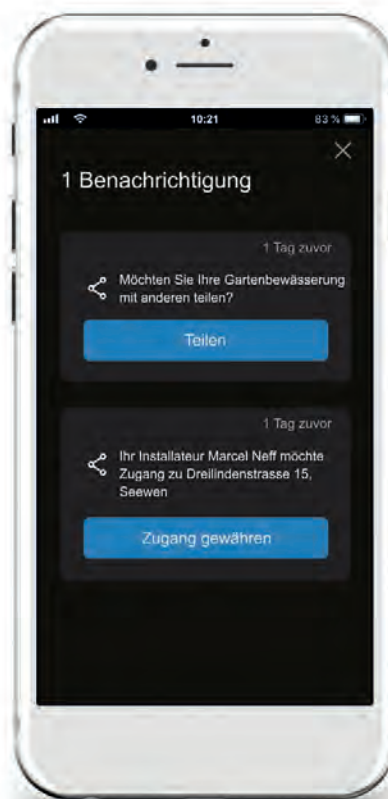 10:21
83 %
1 Benachrichtigung
1 Tag zuvor
Möchten Sie Ihre Gartenbewässerung
mit anderen teilen?
Teilen
1 Tag zuvor
Ihr Installateur Marcel Neff möchte
Zugang zu Dreilindenstrasse 15,
Seewen
Zugang gewähren